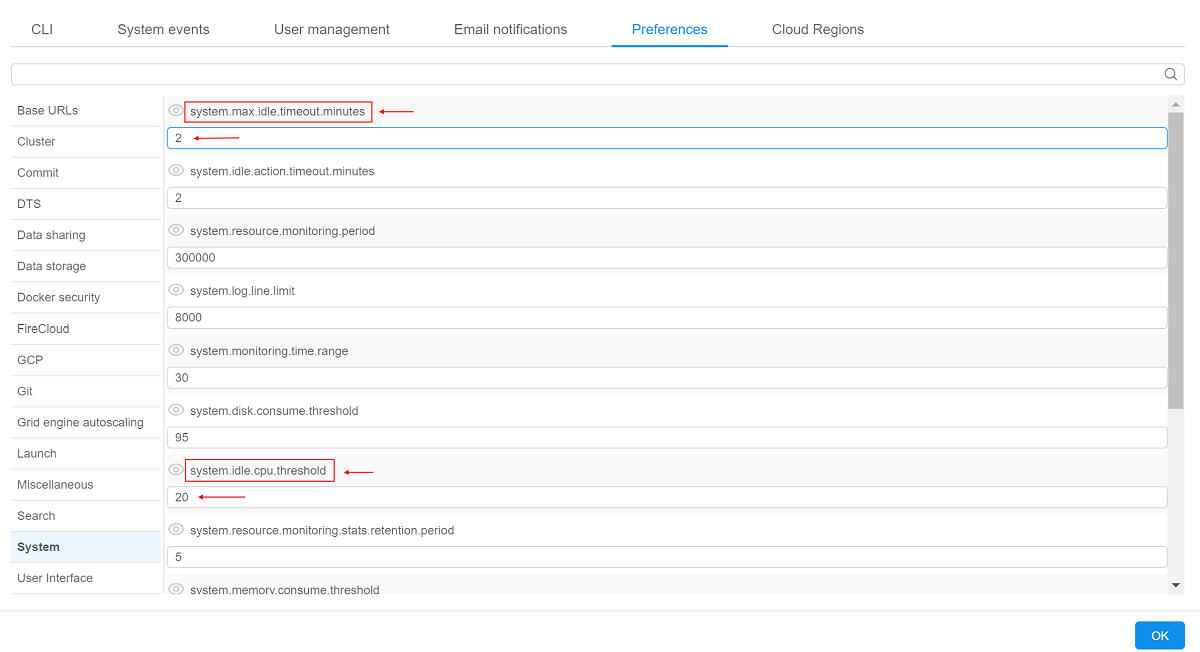 CLI System events User management Email notifications Preferences Cloud Regions
Base URLs
Cluster
Commit
DTS
Data sharing
Data storage
Docker security
FireCloud
GCP
Git
Grid engine autoscaling
Launch
Miscellaneous
Search
System
User Interface
system.max.idle.timeout.minutes
2
system.idle.action.timeout.minutes
2
system.resource.monitoring.period
300000
system.log.line.limit
8000
system.monitoring.time.range
30
system.disk.consume.threshold
95
system.idle.cpu.threshold
20
system.resource.monitoring.stats.retention.period
5
system.memory.consume.threshold
OK